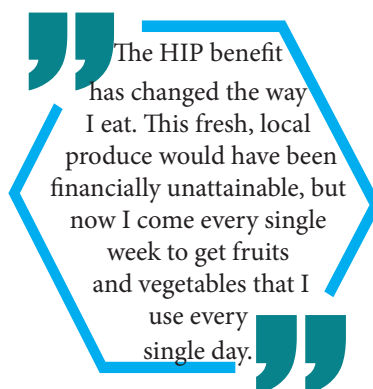 The HIP benefit
has changed the way
I eat. This fresh, local
produce would have been
financially unattainable, but
now I come every single
week to get fruits
and vegetables that I
use every
single day.